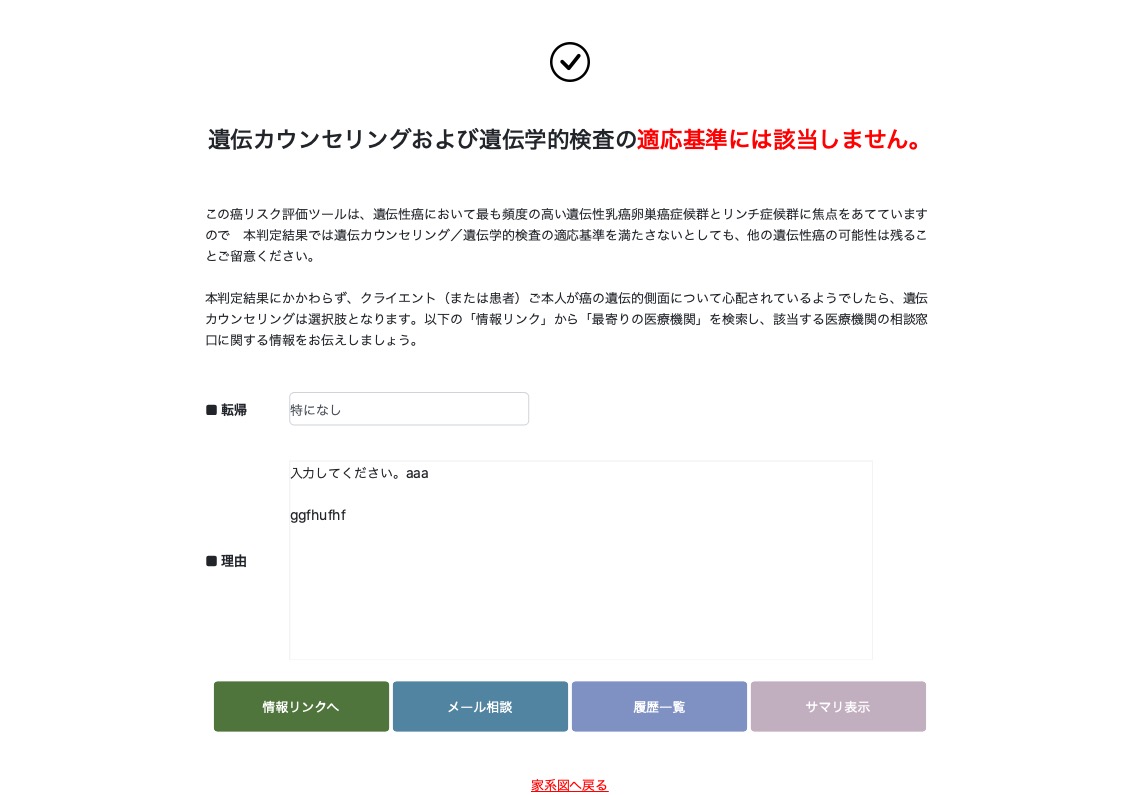 遺伝カウンセリングおよび遺伝学的検査の適応基準には該当しません。
この癌リスク評価ツールは、遺伝性癌において最も頻度の高い遺伝性乳癌卵巣癌症候群とリンチ症候群に焦点をあてています
ので　本判定結果では遺伝カウンセリング／遺伝学的検査の適応基準を満たさないとしても、他の遺伝性癌の可能性は残るこ
とご留意ください。
本判定結果にかかわらず、クライエント（または患者）ご本人が癌の遺伝的側面について心配されているようでしたら、遺伝
カウンセリングは選択肢となります。以下の「情報リンク」から「最寄りの医療機関」を検索し、該当する医療機関の相談窓
口に関する情報をお伝えしましょう。
■ 転帰 特になし
入力してください。aaa
ggfhufhf
■ 理由
情報リンクへ メール相談 履歴一覧 サマリ表示
家系図へ戻る